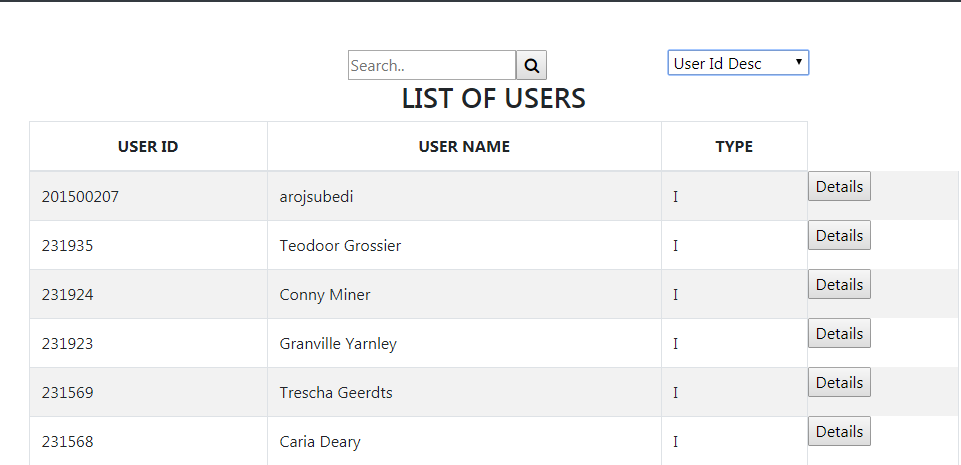 Search..
User Id Desc
LIST OF USERS
USER ID USER NAME TYPE
201500207 arojsubedi I Details
231935 Teodoor Grossier I Details
231924 Conny Miner I Details
231923 Granville Yarnley I Details
231569 Trescha Geerdts I Details
231568 Caria Deary I Details